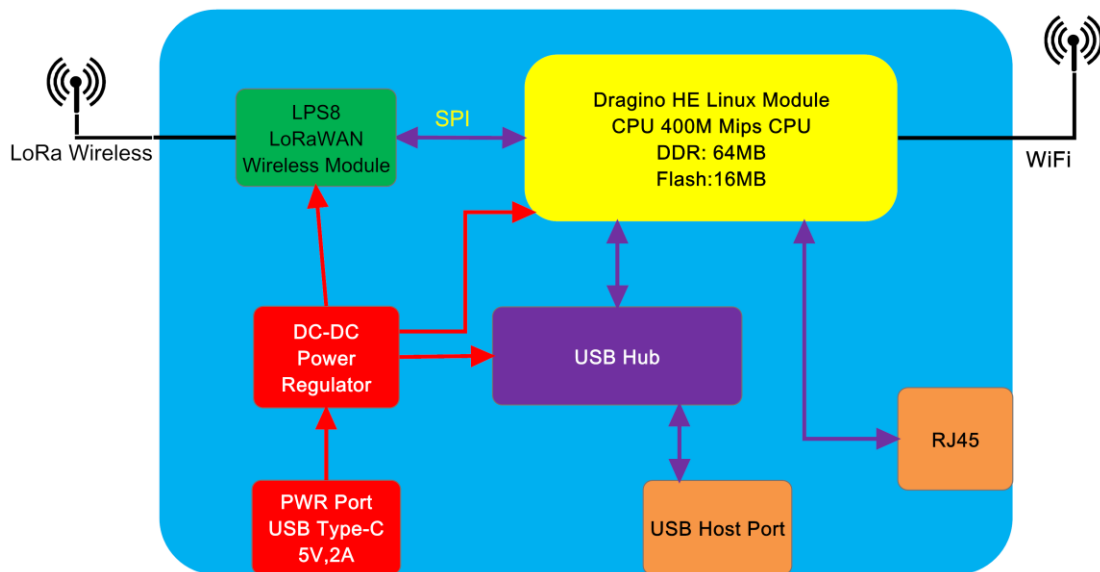 LoRa Wireless
LPS8
LoRaWAN
Wireless Module
SPI
Dragino HE Linux Module
CPU 400M Mips CPU
DDR: 64MB
Flash:16MB
WiFi
DC-DC
Power
Regulator
USB Hub
RJ45
PWR Port
USB Type-C
5V,2A
USB Host Port